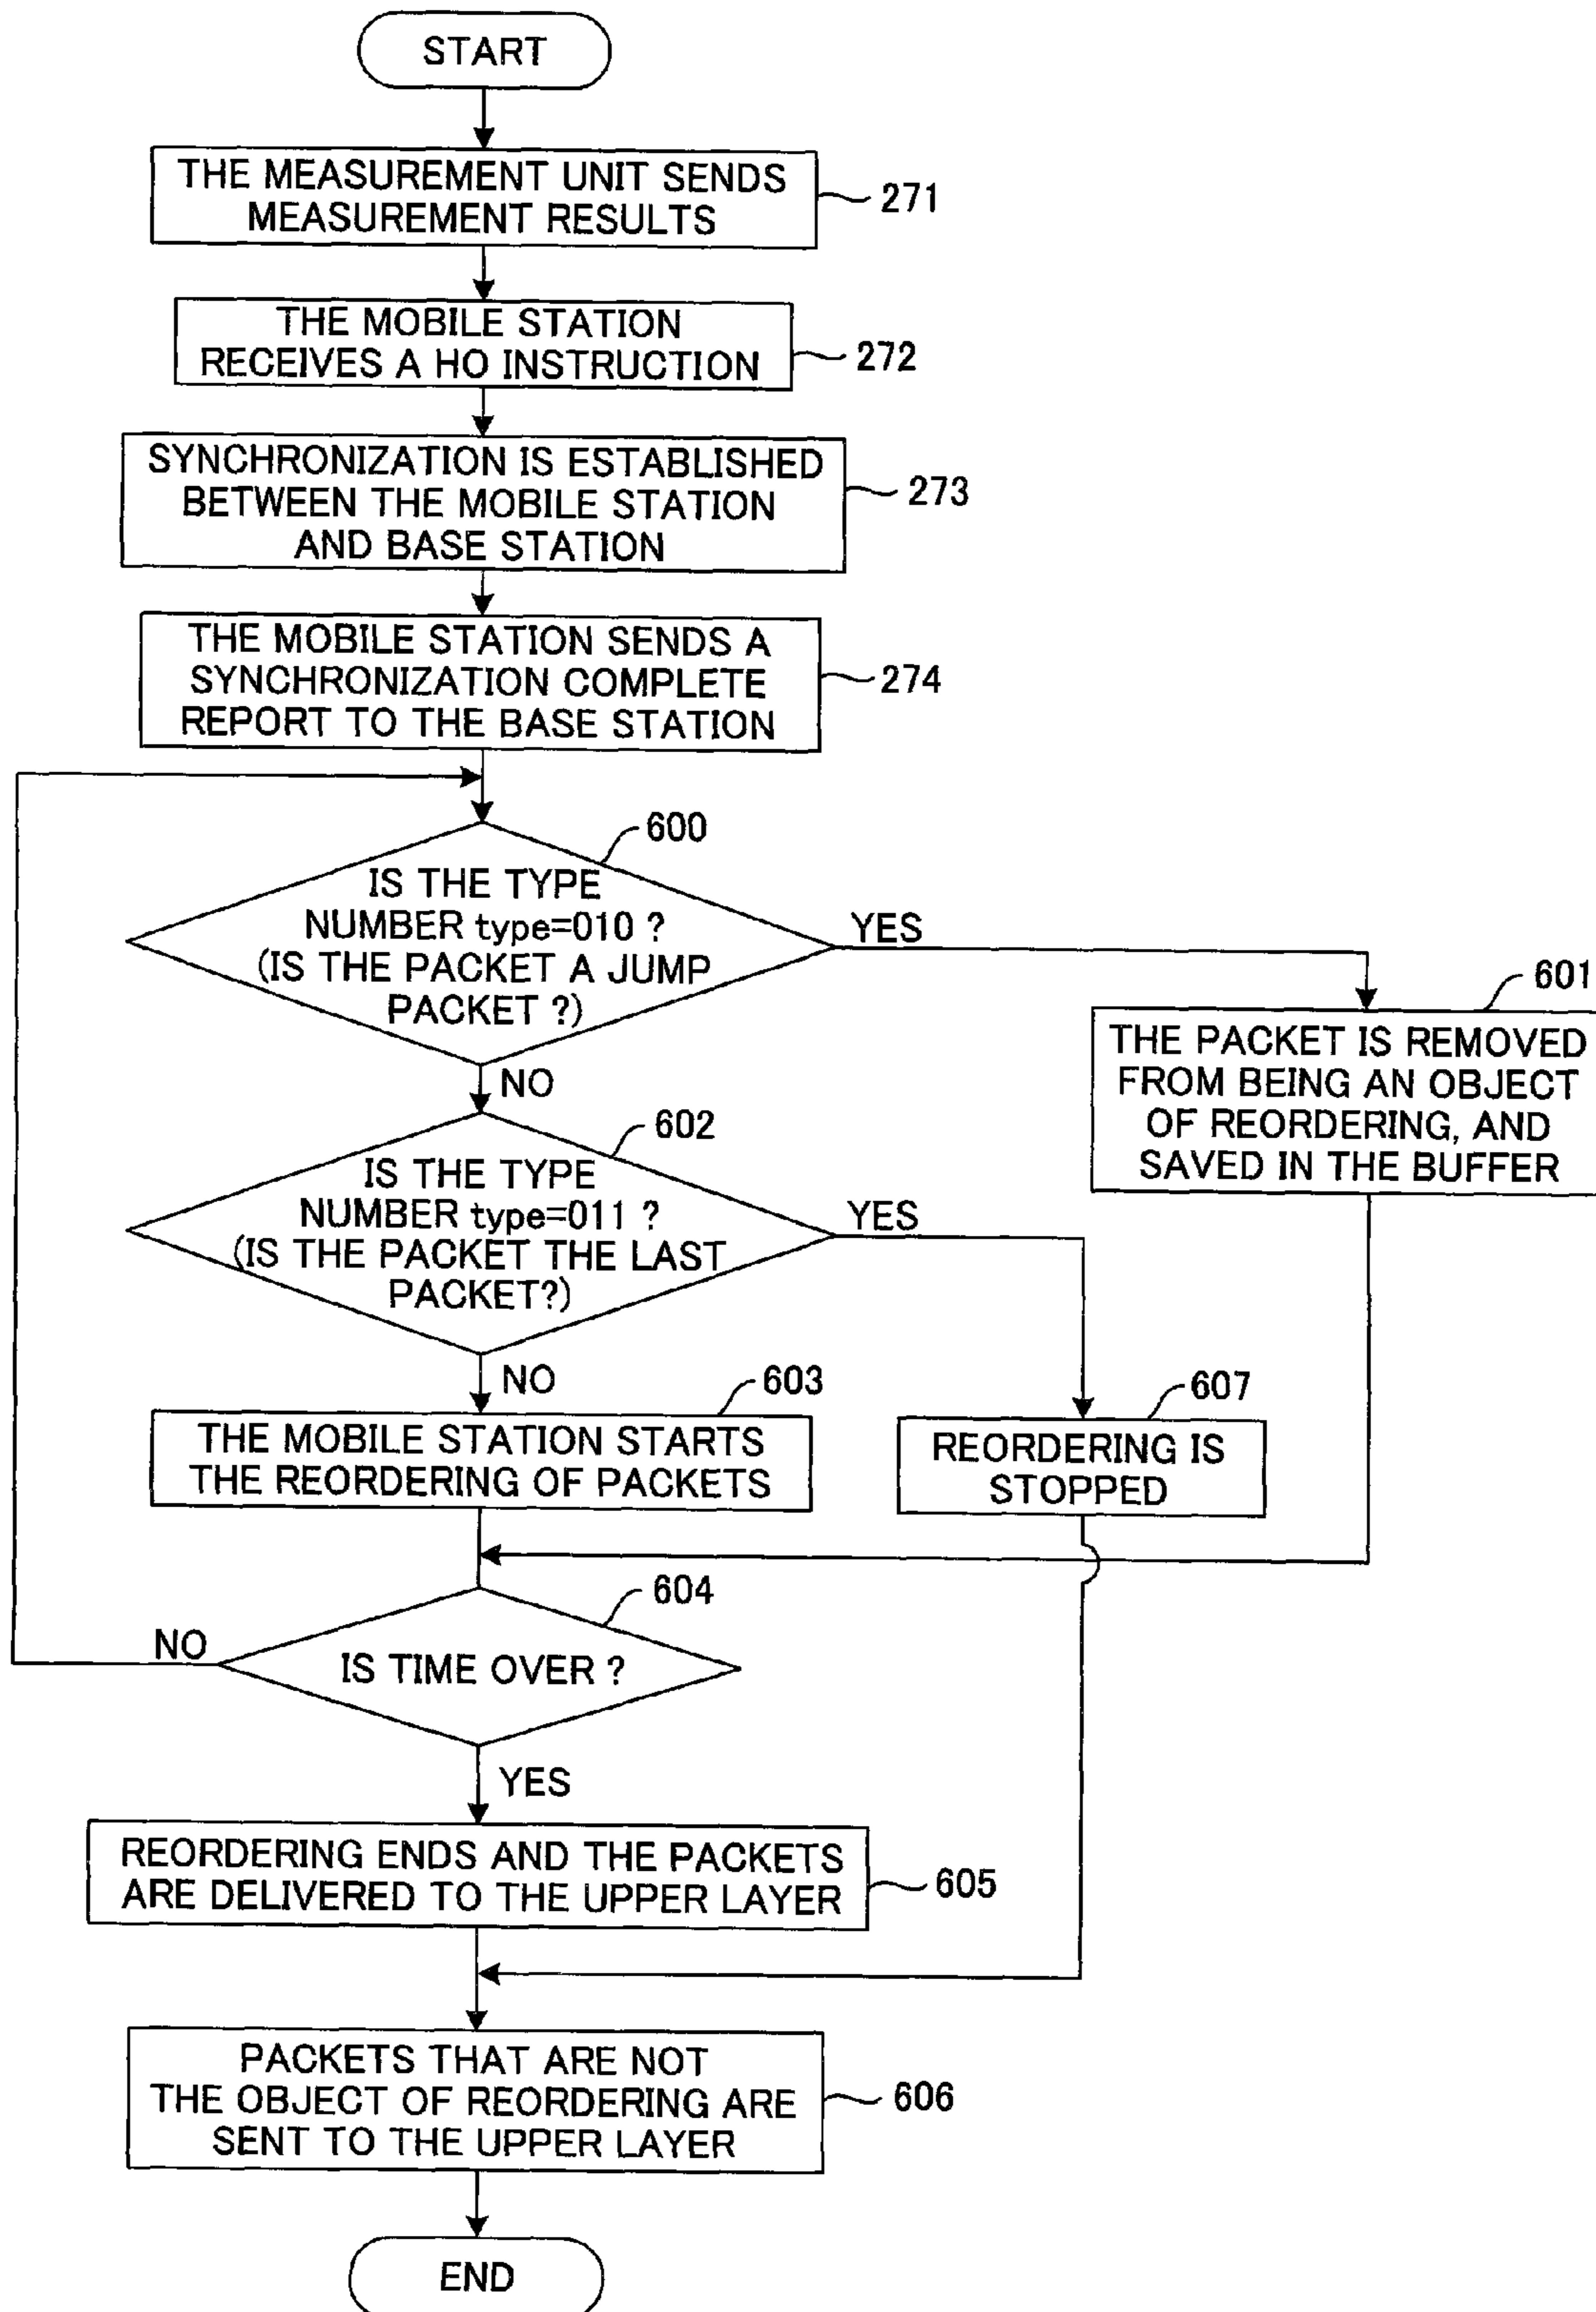 START
THE MEASUREMENT UNIT SENDS
MEASUREMENT RESULTS
271
THE MOBILE STATION
RECEIVES A HO INSTRUCTION
272
SYNCHRONIZATION IS ESTABLISHED
BETWEEN THE MOBILE STATION
AND BASE STATION
273
THE MOBILE STATION SENDS A
SYNCHRONIZATION COMPLETE
REPORT TO THE BASE STATION
274
600
IS THE TYPE
NUMBER type=010 ?
(IS THE PACKET A JUMP
PACKET ?)
YES
NO
601
THE PACKET IS REMOVED
FROM BEING AN OBJECT
OF REORDERING, AND
SAVED IN THE BUFFER
602
IS THE TYPE
NUMBER type=011 ?
(IS THE PACKET THE LAST
PACKET?)
YES
NO
603
THE MOBILE STATION STARTS
THE REORDERING OF PACKETS
607
REORDERING IS
STOPPED
604
IS TIME OVER ?
NO
YES
REORDERING ENDS AND THE PACKETS
ARE DELIVERED TO THE UPPER LAYER
605
PACKETS THAT ARE NOT
THE OBJECT OF REORDERING ARE
SENT TO THE UPPER LAYER
606
END